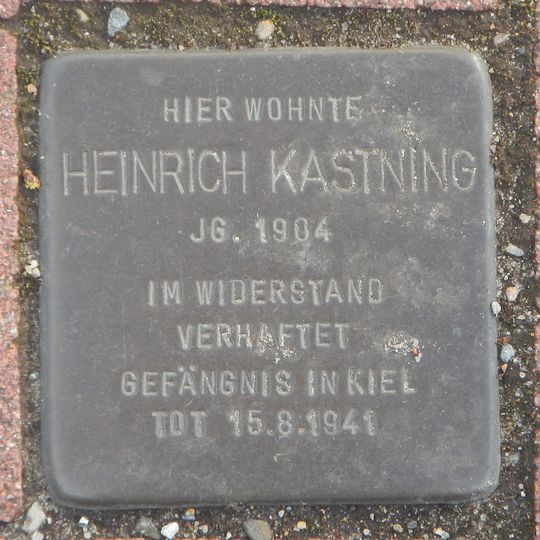 HIER WOHNTE
HEINRICH KASTNING
JG. 1904
IM WIDERSTAND
VERHAFTET
GEFÄNGNIS IN KIEL
TOT 15.8.1941